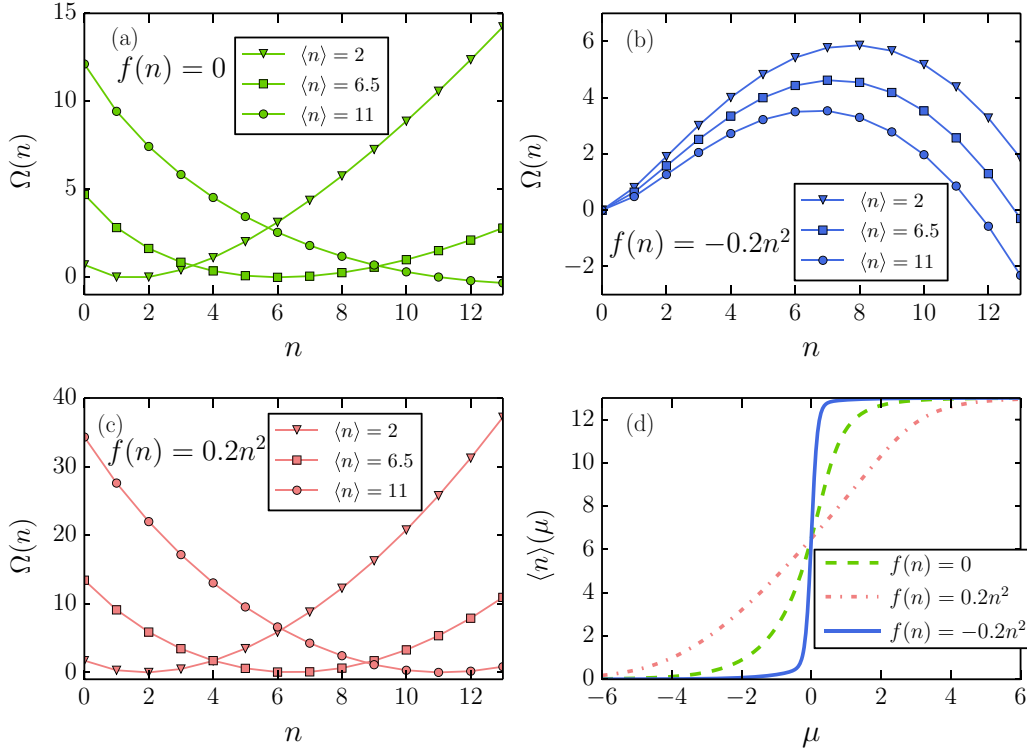 (a)
f(n) = 0
⟨n⟩ = 2
⟨n⟩ = 6.5
⟨n⟩ = 11
Ω(n)
15
10
5
0
0 2 4 6 8 10 12
n
(b)
f(n) = −0.2n²
⟨n⟩ = 2
⟨n⟩ = 6.5
⟨n⟩ = 11
Ω(n)
6
4
2
0
−2
0 2 4 6 8 10 12
n
(c)
f(n) = 0.2n²
⟨n⟩ = 2
⟨n⟩ = 6.5
⟨n⟩ = 11
Ω(n)
40
30
20
10
0
0 2 4 6 8 10 12
n
(d)
⟨n⟩(μ)
12
10
8
6
4
2
0
f(n) = 0
f(n) = 0.2n²
f(n) = −0.2n²
−6 −4 −2 0 2 4 6
μ